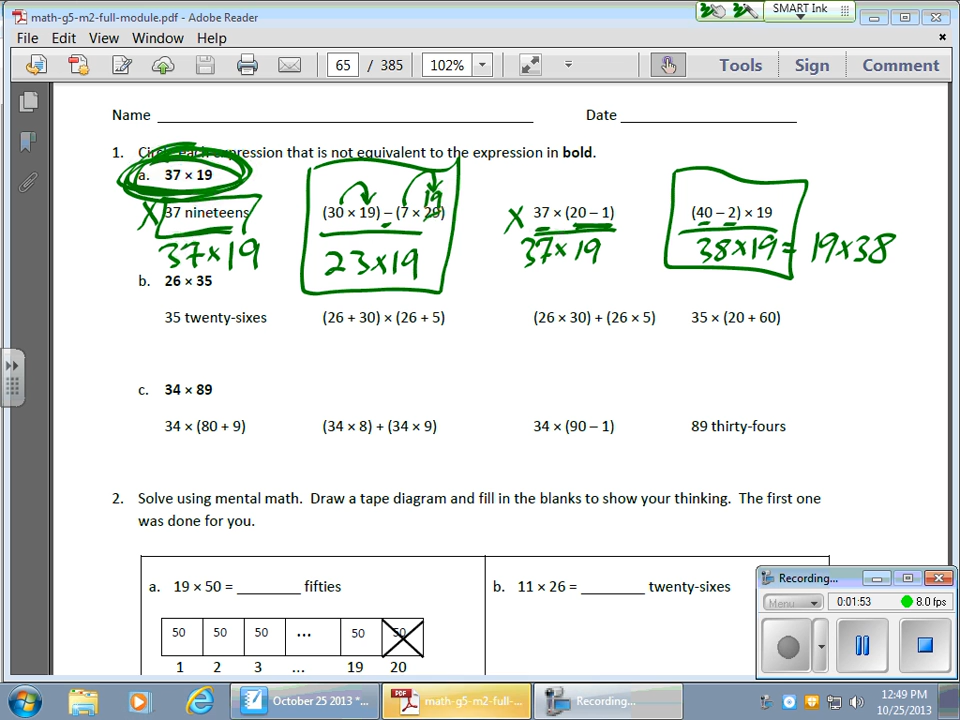 math-g5-m2-full-module.pdf - Adobe Reader
SMART Ink
File Edit View Window Help
65 / 385 102% Tools Sign Comment
Name Date
1. Circle each expression that is not equivalent to the expression in bold.
a. 37 × 19
37 nineteens (30 × 19) – (7 × 29) 37 × (20 – 1) (40 – 2) × 19
19
X X
37×19 23×19 37×19 38×19 = 19×38
b. 26 × 35
35 twenty-sixes (26 + 30) × (26 + 5) (26 × 30) + (26 × 5) 35 × (20 + 60)
c. 34 × 89
34 × (80 + 9) (34 × 8) + (34 × 9) 34 × (90 – 1) 89 thirty-fours
2. Solve using mental math. Draw a tape diagram and fill in the blanks to show your thinking. The first one
was done for you.
a. 19 × 50 = ________ fifties b. 11 × 26 = ________ twenty-sixes
50 50 50 ... 50 50
1 2 3 ... 19 20
Recording...
Menu 0:01:53 8.0 fps
October 25 2013 *... math-g5-m2-full-... Recording...
12:49 PM
10/25/2013